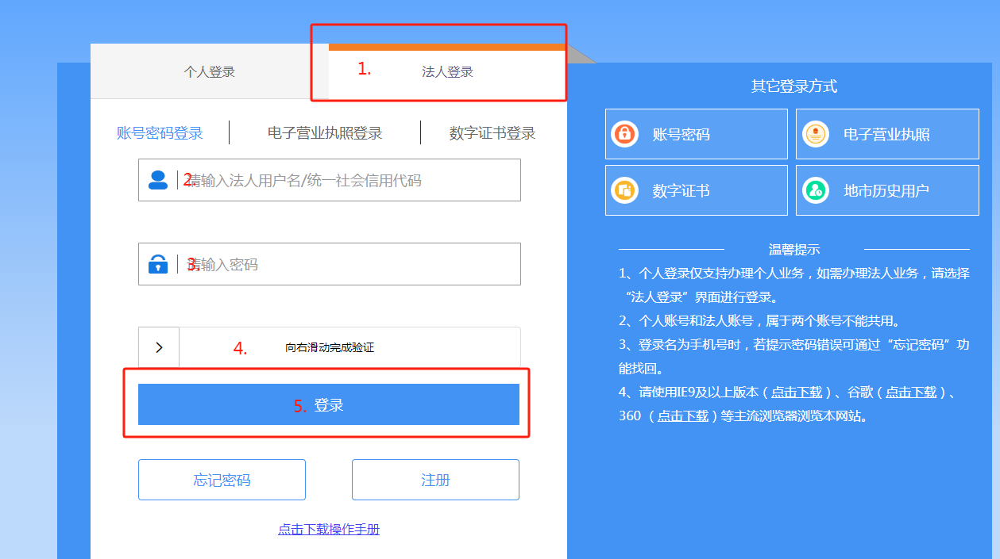 个人登录
1.
法人登录
账号密码登录
电子营业执照登录
数字证书登录
2.
请输入法人用户名/统一社会信用代码
3.
请输入密码
4.
向右滑动完成验证
5.
登录
忘记密码
注册
点击下载操作手册
其它登录方式
账号密码
电子营业执照
数字证书
地市历史用户
温馨提示
1、个人登录仅支持办理个人业务，如需办理法人业务，请选择
“法人登录”界面进行登录。
2、个人账号和法人账号，属于两个账号不能共用。
3、登录名为手机号时，若提示密码错误可通过“忘记密码”功
能找回。
4、请使用IE9及以上版本（点击下载）、谷歌（点击下载）、
360（点击下载）等主流浏览器浏览本网站。